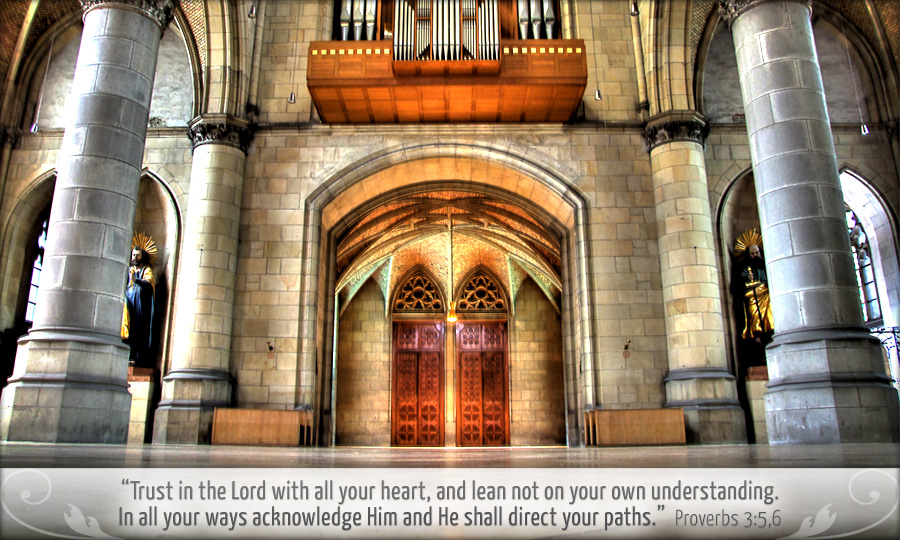 “Trust in the Lord with all your heart, and lean not on your own understanding.
In all your ways acknowledge Him and He shall direct your paths.” Proverbs 3:5,6